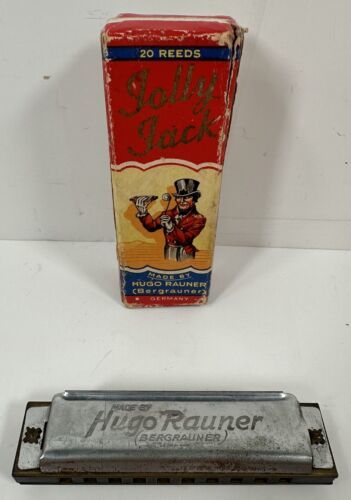 20 REEDS
Jolly
Jack
MADE BY
HUGO RAUNER
(Bergrauner)
GERMANY
MADE BY
Hugo Rauner
(BERGRAUNER)